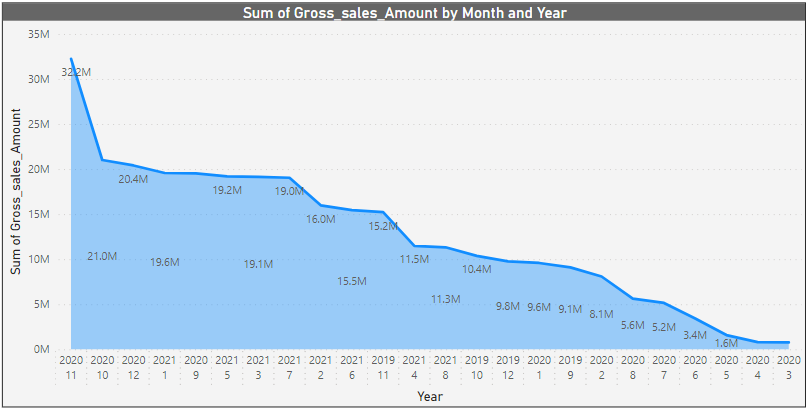 Sum of Gross_sales_Amount by Month and Year
35M
30M
25M
20M
15M
10M
5M
0M
Sum of Gross_sales_Amount
32.2M
21.0M
20.4M
19.6M
19.2M
19.1M
19.0M
16.0M
15.5M
15.2M
11.5M
11.3M
10.4M
9.8M
9.6M
9.1M
8.1M
5.6M
5.2M
3.4M
1.6M
2020 2020 2020 2021 2020 2021 2021 2021 2021 2021 2019 2021 2021 2019 2019 2020 2019 2020 2020 2020 2020 2020 2020 2020
11 10 12 1 9 5 3 7 2 6 11 4 8 10 12 1 9 2 8 7 6 5 4 3
Year